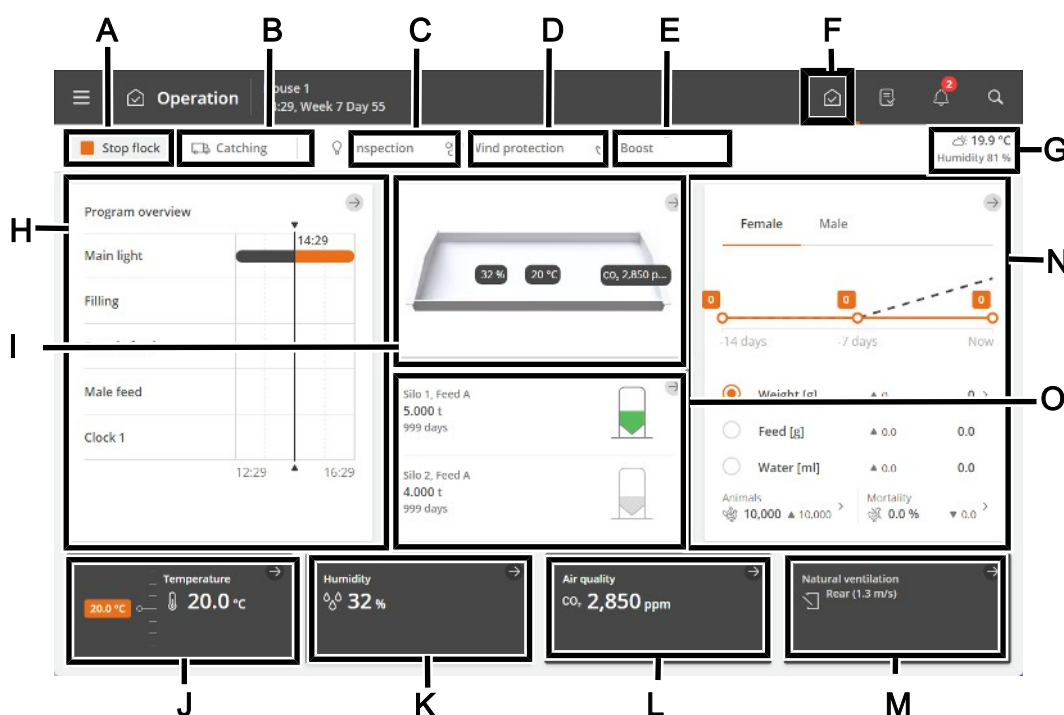 A B C D E F
Operation
ouse 1
:29, Week 7 Day 55
2
Stop flock
Catching
nspection
Wind protection
Boost
19.9 °C
Humidity 81 %
G
H
Program overview
14:29
Main light
Filling
Male feed
Clock 1
12:29 16:29
I
32 %
20 °C
CO₂ 2,850 p...
Silo 1, Feed A
5.000 t
999 days
Silo 2, Feed A
4.000 t
999 days
Female Male
N
0 0 0
-14 days -7 days Now
O
Weight [g] ▲ 0 0 >
Feed [g] ▲ 0.0 0.0
Water [ml] ▲ 0.0 0.0
Animals
10,000 ▲ 10,000 >
Mortality
0.0 % ▼ 0.0 >
20.0 °C
Temperature
20.0 °C
Humidity
32 %
Air quality
CO₂ 2,850 ppm
Natural ventilation
Rear (1.3 m/s)
J K L M